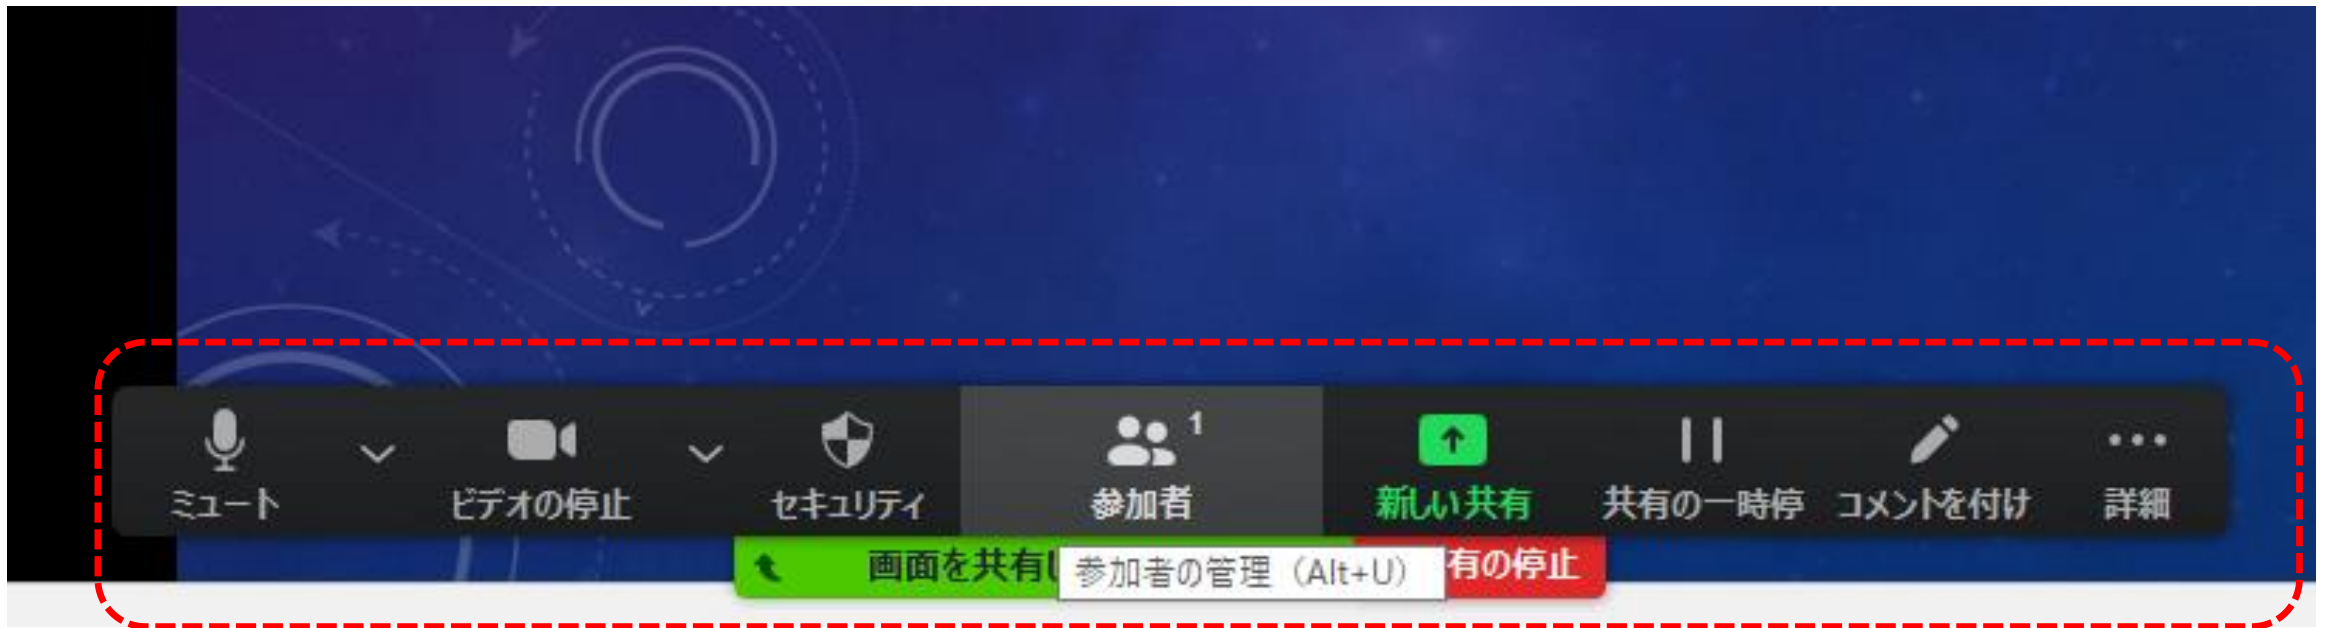 1
ミュート
ビデオの停止
セキュリティ
参加者
新しい共有
共有の一時停
コメントを付け
詳細
画面を共有し
参加者の管理（Alt+U）
有の停止